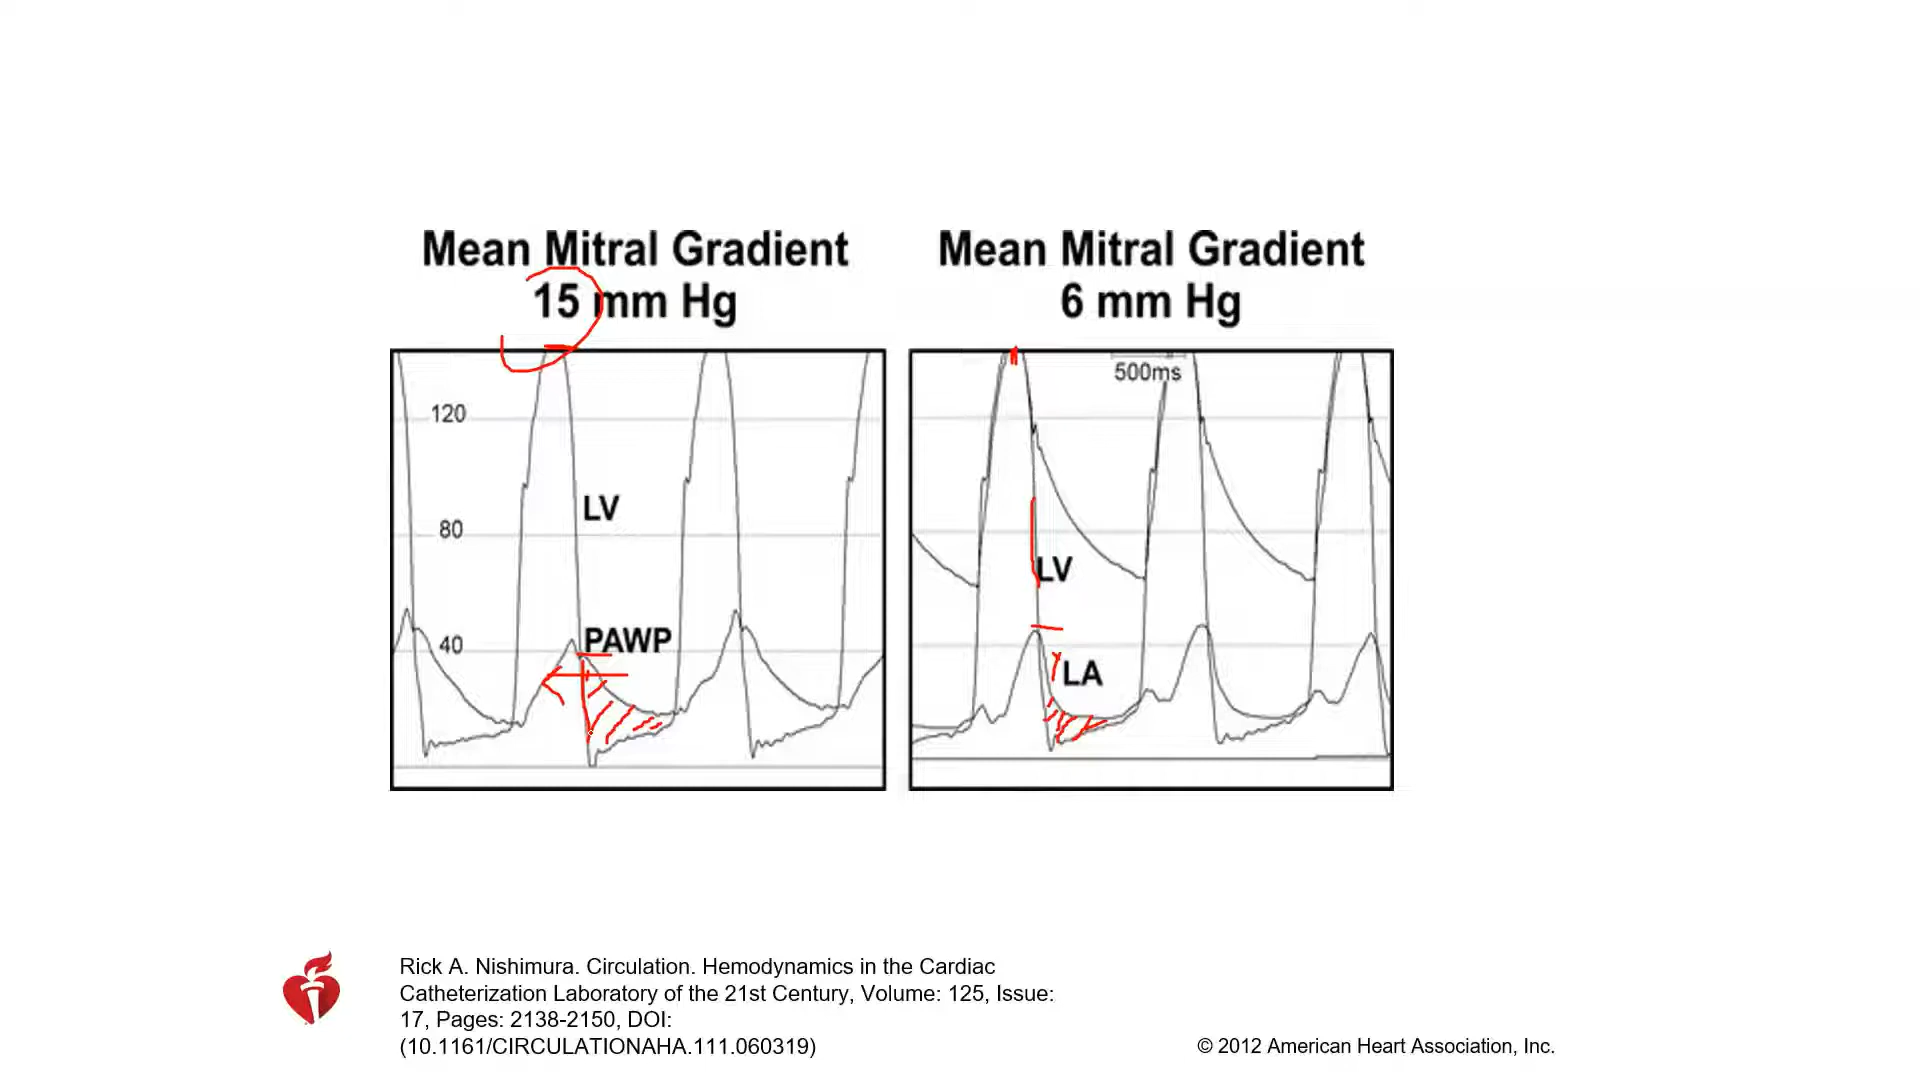 Mean Mitral Gradient
15 mm Hg
Mean Mitral Gradient
6 mm Hg
120
80
40
LV
PAWP
500ms
LV
LA
Rick A. Nishimura. Circulation. Hemodynamics in the Cardiac
Catheterization Laboratory of the 21st Century, Volume: 125, Issue:
17, Pages: 2138-2150, DOI:
(10.1161/CIRCULATIONAHA.111.060319)
© 2012 American Heart Association, Inc.